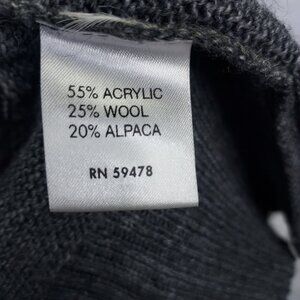 55% ACRYLIC
25% WOOL
20% ALPACA
RN 59478